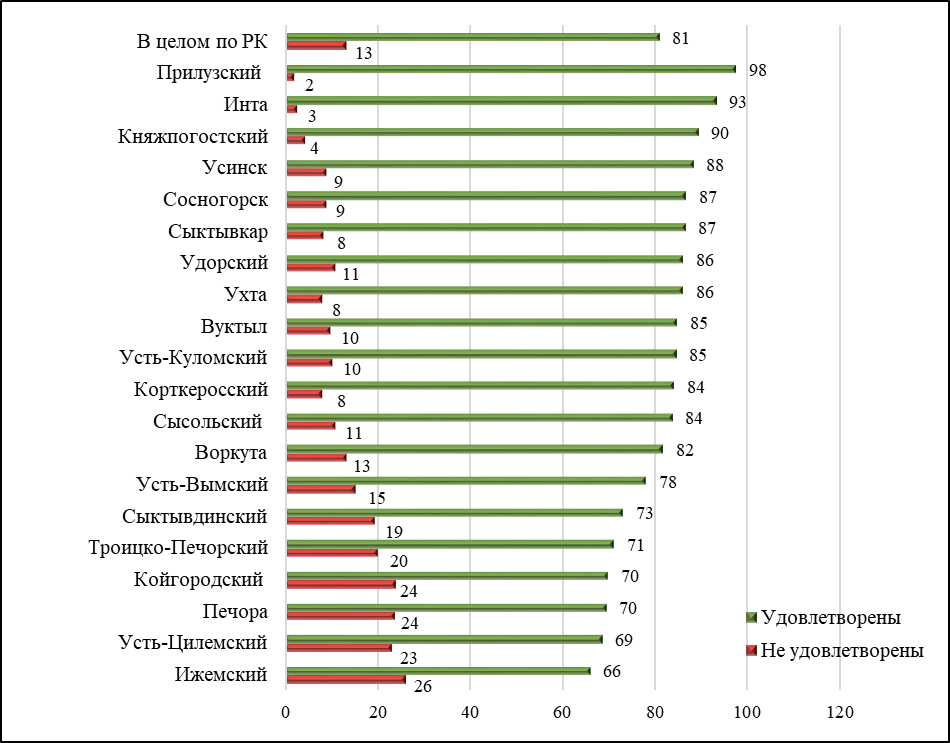 В целом по РК 81
13
Прилузский 98
2
Инта 93
3
Княжпогостский 90
4
Усинск 88
9
Сосногорск 87
9
Сыктывкар 87
8
Удорский 86
11
Ухта 86
8
Вуктыл 85
10
Усть-Куломский 85
10
Корткеросский 84
8
Сысольский 84
11
Воркута 82
13
Усть-Вымский 78
15
Сыктывдинский 73
19
Троицко-Печорский 71
20
Койгородский 70
24
Печора 70
24
Усть-Цилемский 69
23
Ижемский 66
26
Удовлетворены
Не удовлетворены
0 20 40 60 80 100 120